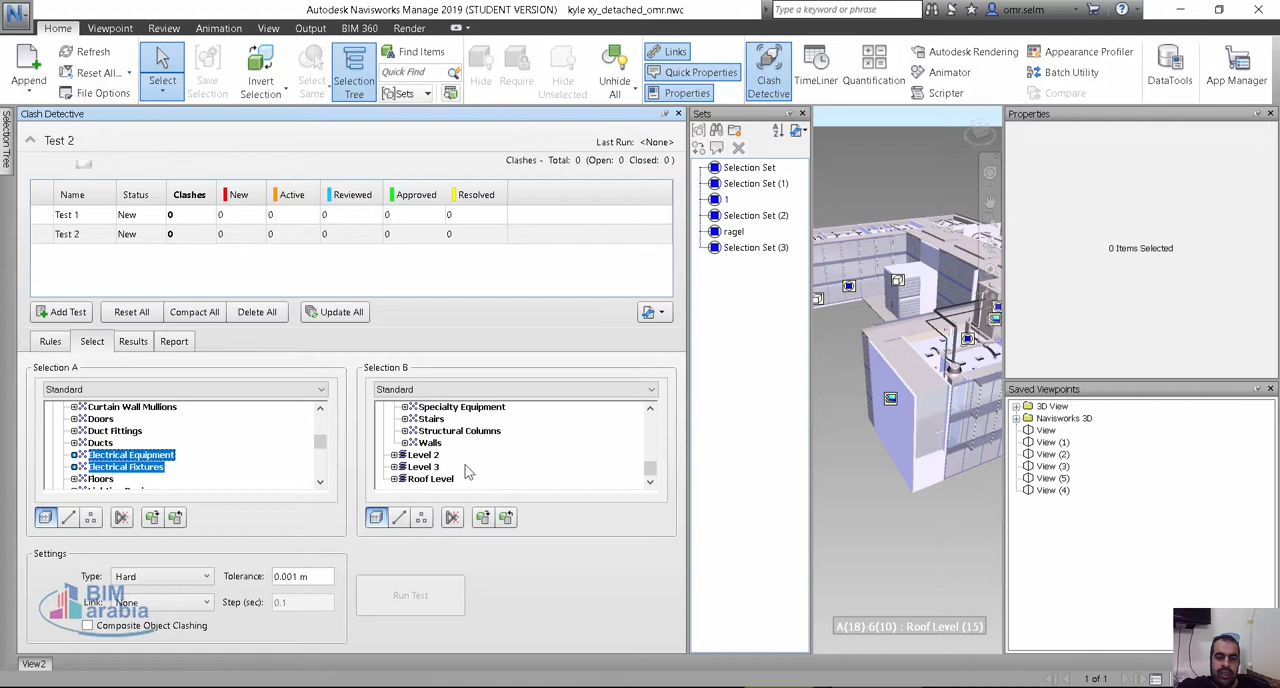 Autodesk Navisworks Manage 2019 (STUDENT VERSION) kyle xy_detached_omr.nwc
Type a keyword or phrase
omr.selm
Home Viewpoint Review Animation View Output BIM 360 Render
Append
Refresh
Reset All...
File Options
Select
Save Selection
Invert Selection
Select Same
Selection Tree
Find Items
Quick Find
Sets
Hide
Require
Hide Unselected
Unhide All
Links
Quick Properties
Properties
Clash Detective
TimeLiner
Quantification
Autodesk Rendering
Animator
Scripter
Appearance Profiler
Batch Utility
Compare
DataTools
App Manager
Selection Tree
Clash Detective
Test 2
Last Run: <None>
Clashes - Total: 0 (Open: 0 Closed: 0 )
Name Status Clashes New Active Reviewed Approved Resolved
Test 1 New 0 0 0 0 0 0
Test 2 New 0 0 0 0 0 0
Add Test Reset All Compact All Delete All Update All
Rules Select Results Report
Selection A
Standard
Curtain Wall Mullions
Doors
Duct Fittings
Ducts
Electrical Equipment
Electrical Fixtures
Floors
Selection B
Standard
Specialty Equipment
Stairs
Structural Columns
Walls
Level 2
Level 3
Roof Level
Settings
Type: Hard Tolerance: 0.001 m
Link: None Step (sec): 0.1
Composite Object Clashing
Run Test
BIM
arabia
View2
Sets
Selection Set
Selection Set (1)
1
Selection Set (2)
ragel
Selection Set (3)
A(18)-6(10) : Roof Level (15)
Properties
0 Items Selected
Saved Viewpoints
3D View
Navisworks 3D
View
View (1)
View (2)
View (3)
View (5)
View (4)
1 of 1